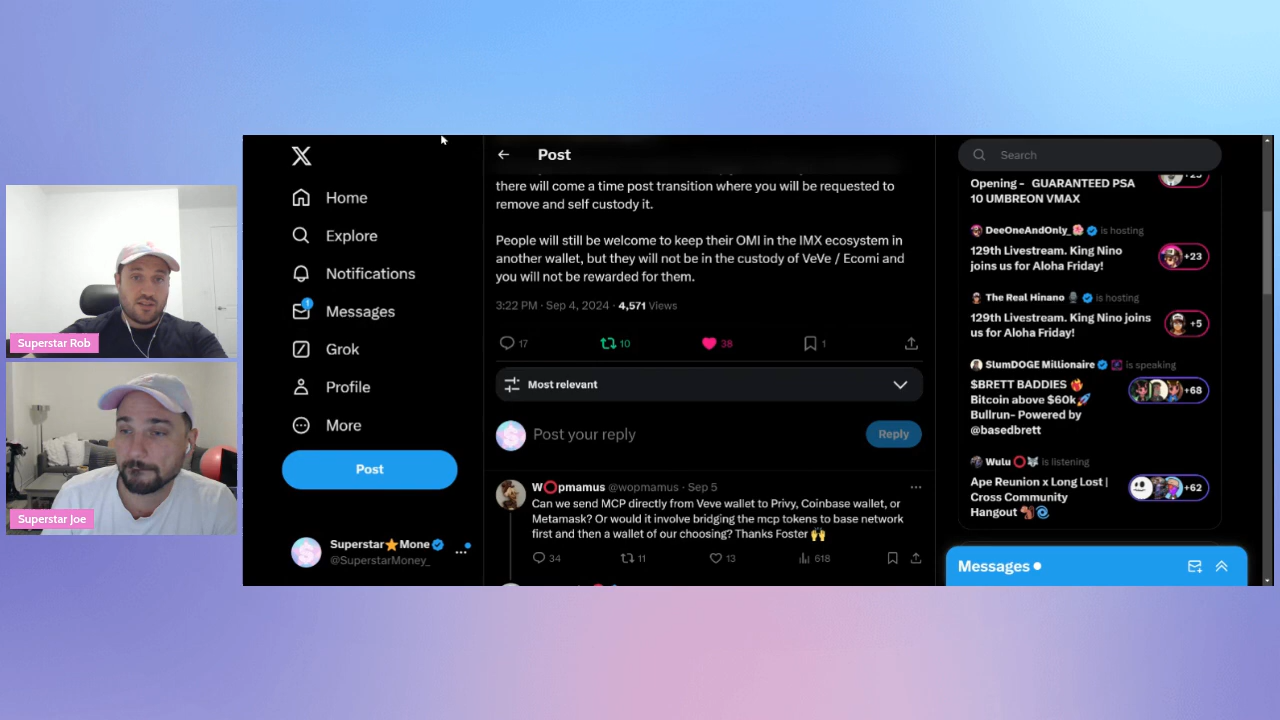 Superstar Rob
Superstar Joe
X
Home
Explore
Notifications
1
Messages
Grok
Profile
More
Post
Superstar⭐Mone
@SuperstarMoney_
Post
there will come a time post transition where you will be requested to
remove and self custody it.
People will still be welcome to keep their OMI in the IMX ecosystem in
another wallet, but they will not be in the custody of VeVe / Ecomi and
you will not be rewarded for them.
3:22 PM · Sep 4, 2024 · 4,571 Views
17
10
38
1
Most relevant
Post your reply
Reply
W⭕pmamus @wopmamus · Sep 5
Can we send MCP directly from Veve wallet to Privy, Coinbase wallet, or
Metamask? Or would it involve bridging the mcp tokens to base network
first and then a wallet of our choosing? Thanks Foster 🙌
34
11
13
618
Search
Opening - GUARANTEED PSA
10 UMBREON VMAX
DeeOneAndOnly_ is hosting
129th Livestream. King Nino
joins us for Aloha Friday!
+23
The Real Hinano is hosting
129th Livestream. King Nino joins
us for Aloha Friday!
+5
SlumDOGE Millionaire is speaking
$BRETT BADDIES
Bitcoin above $60k🚀
Bullrun- Powered by
@basedbrett
+68
Wulu ⭕🐺 is listening
Ape Reunion x Long Lost |
Cross Community
Hangout
+62
Messages